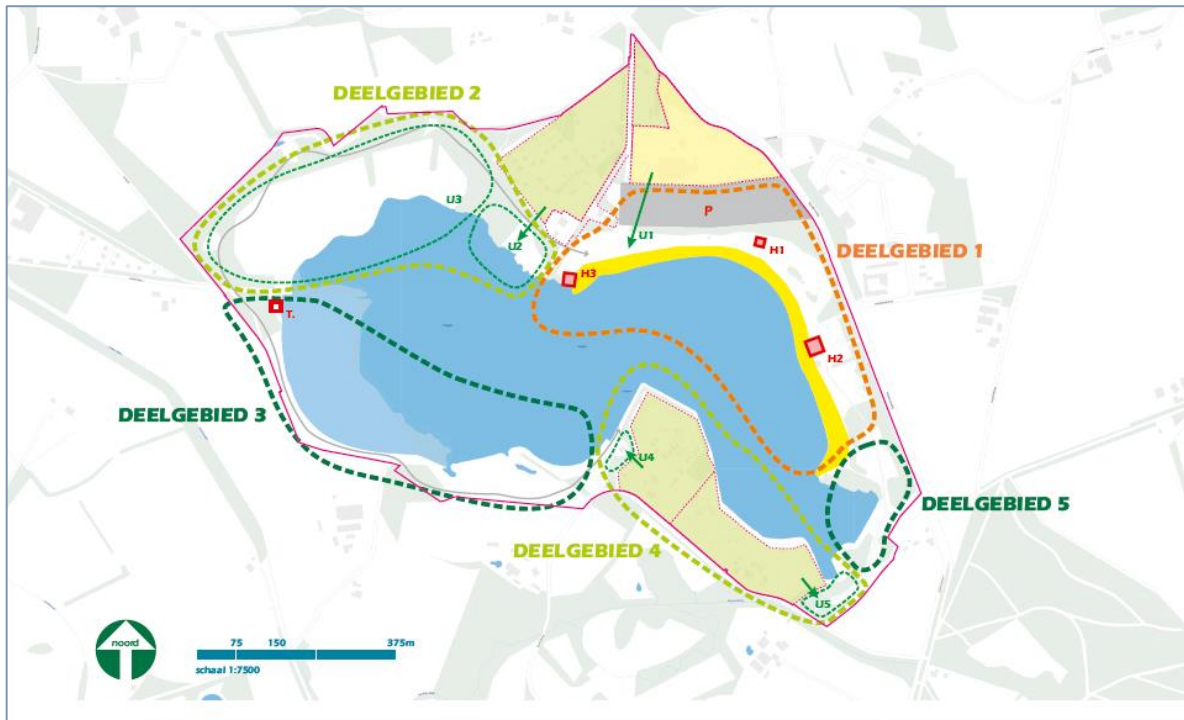 DEELGEBIED 2
U3
U2
U1
P
H1
DEELGEBIED 1
H3
T.
H2
DEELGEBIED 3
U4
DEELGEBIED 5
DEELGEBIED 4
U5
noord
75 150 375m
schaal 1:7500